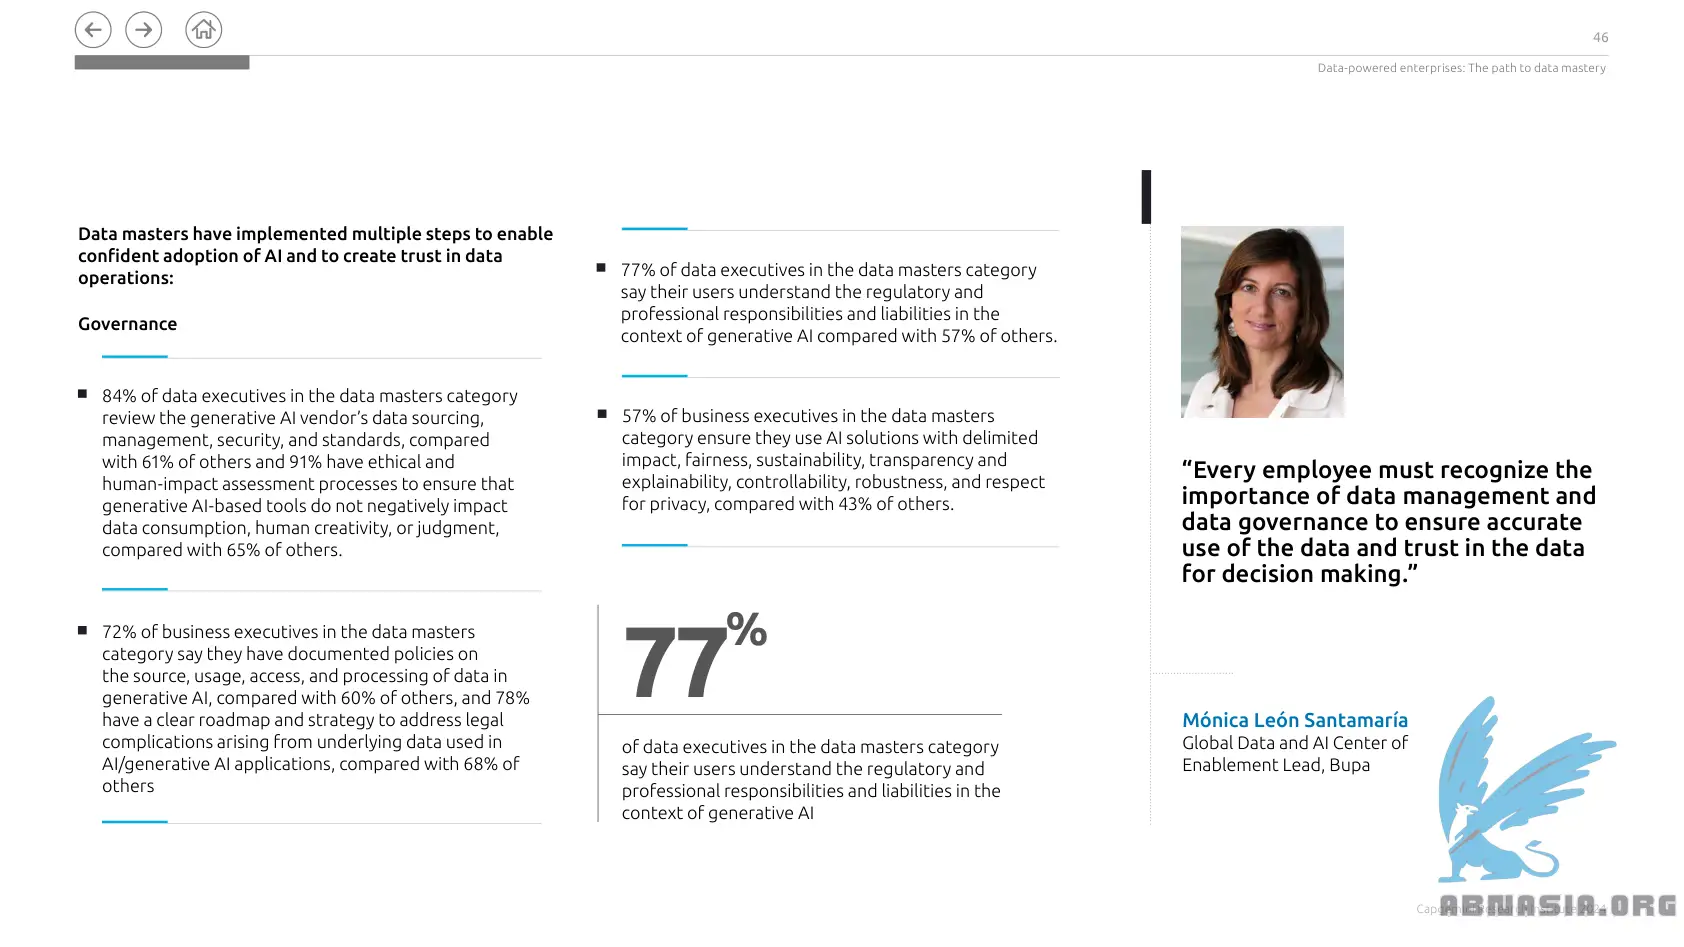 46
Data-powered enterprises: The path to data mastery
Data masters have implemented multiple steps to enable
confident adoption of AI and to create trust in data
operations:
Governance
84% of data executives in the data masters category
review the generative AI vendor’s data sourcing,
management, security, and standards, compared
with 61% of others and 91% have ethical and
human-impact assessment processes to ensure that
generative AI-based tools do not negatively impact
data consumption, human creativity, or judgment,
compared with 65% of others.
72% of business executives in the data masters
category say they have documented policies on
the source, usage, access, and processing of data in
generative AI, compared with 60% of others, and 78%
have a clear roadmap and strategy to address legal
complications arising from underlying data used in
AI/generative AI applications, compared with 68% of
others
77% of data executives in the data masters category
say their users understand the regulatory and
professional responsibilities and liabilities in the
context of generative AI compared with 57% of others.
57% of business executives in the data masters
category ensure they use AI solutions with delimited
impact, fairness, sustainability, transparency and
explainability, controllability, robustness, and respect
for privacy, compared with 43% of others.
77%
of data executives in the data masters category
say their users understand the regulatory and
professional responsibilities and liabilities in the
context of generative AI
“Every employee must recognize the
importance of data management and
data governance to ensure accurate
use of the data and trust in the data
for decision making.”
Mónica León Santamaría
Global Data and AI Center of
Enablement Lead, Bupa
ABMASIA.ORG